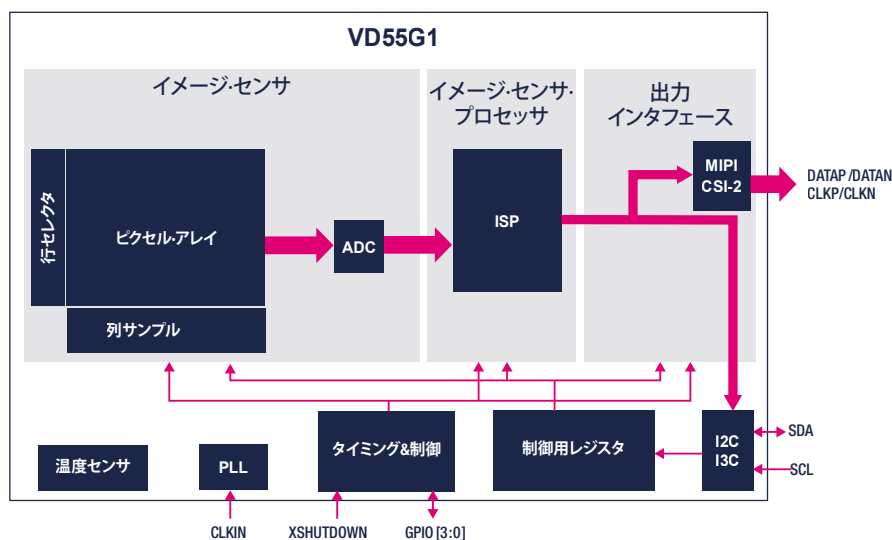 VD55G1
イメージ・センサ
イメージ・センサ・
プロセッサ
出力
インタフェース
行セレクタ
ピクセル・アレイ
列サンプル
ADC
ISP
MIPI
CSI-2
DATAP/DATAN
CLKP/CLKN
温度センサ
PLL
タイミング&制御
制御用レジスタ
I2C
I3C
SDA
SCL
CLKIN
XSHUTDOWN
GPIO[3:0]